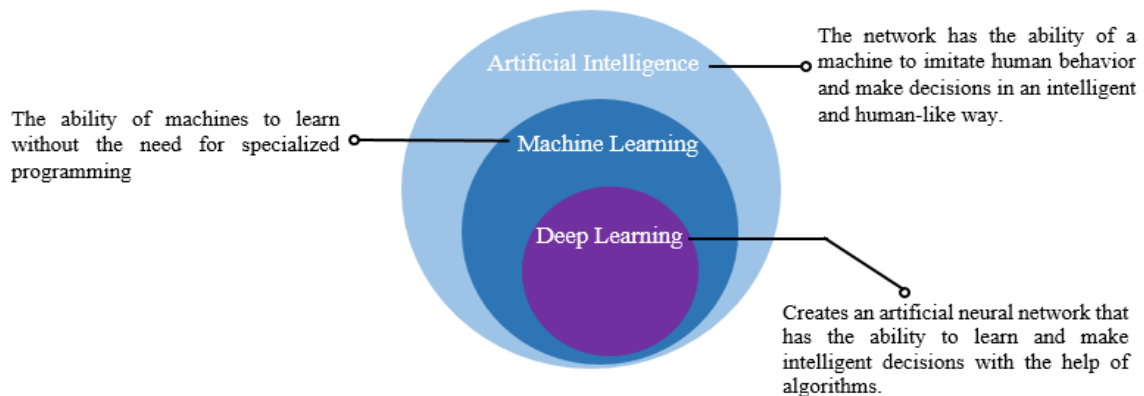 The network has the ability of a
machine to imitate human behavior
and make decisions in an intelligent
and human-like way.
Artificial Intelligence
The ability of machines to learn
without the need for specialized
programming
Machine Learning
Deep Learning
Creates an artificial neural network that
has the ability to learn and make
intelligent decisions with the help of
algorithms.